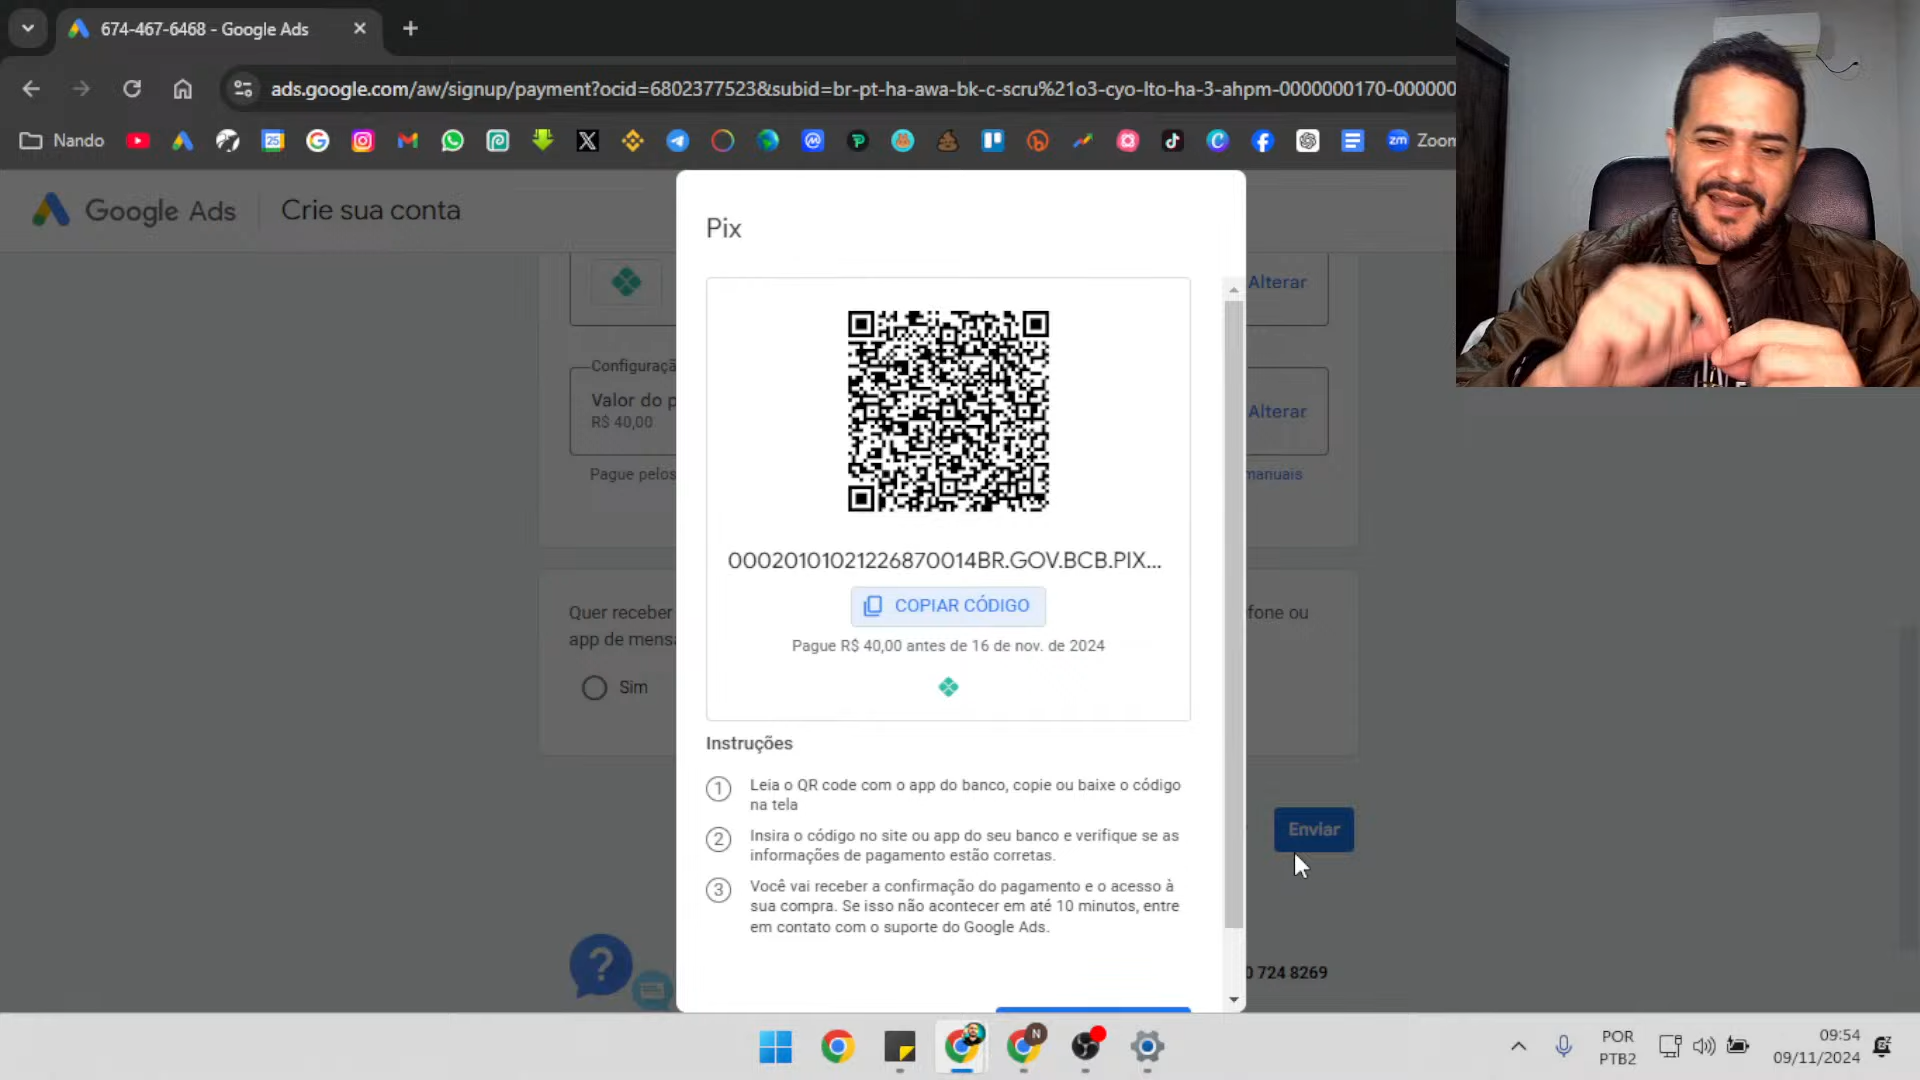 674-467-6468 - Google Ads
ads.google.com/aw/signup/payment?ocid=6802377523&subid=br-pt-ha-awa-bk-c-scru%21o3-cyo-lto-ha-3-ahpm-0000000170-000000
Nando
25
zm
Zoom
Google Ads
Crie sua conta
Pix
Alterar
Configuração
Valor do p
R$ 40,00
Alterar
Pague pelos
manuais
00020101021226870014BR.GOV.BCB.PIX...
COPIAR CÓDIGO
Pague R$ 40,00 antes de 16 de nov. de 2024
Quer receber
fone ou
app de mensa
Sim
Instruções
1 Leia o QR code com o app do banco, copie ou baixe o código
na tela
2 Insira o código no site ou app do seu banco e verifique se as
informações de pagamento estão corretas.
3 Você vai receber a confirmação do pagamento e o acesso à
sua compra. Se isso não acontecer em até 10 minutos, entre
em contato com o suporte do Google Ads.
Enviar
?
0 724 8269
N
POR
PTB2
09:54
09/11/2024